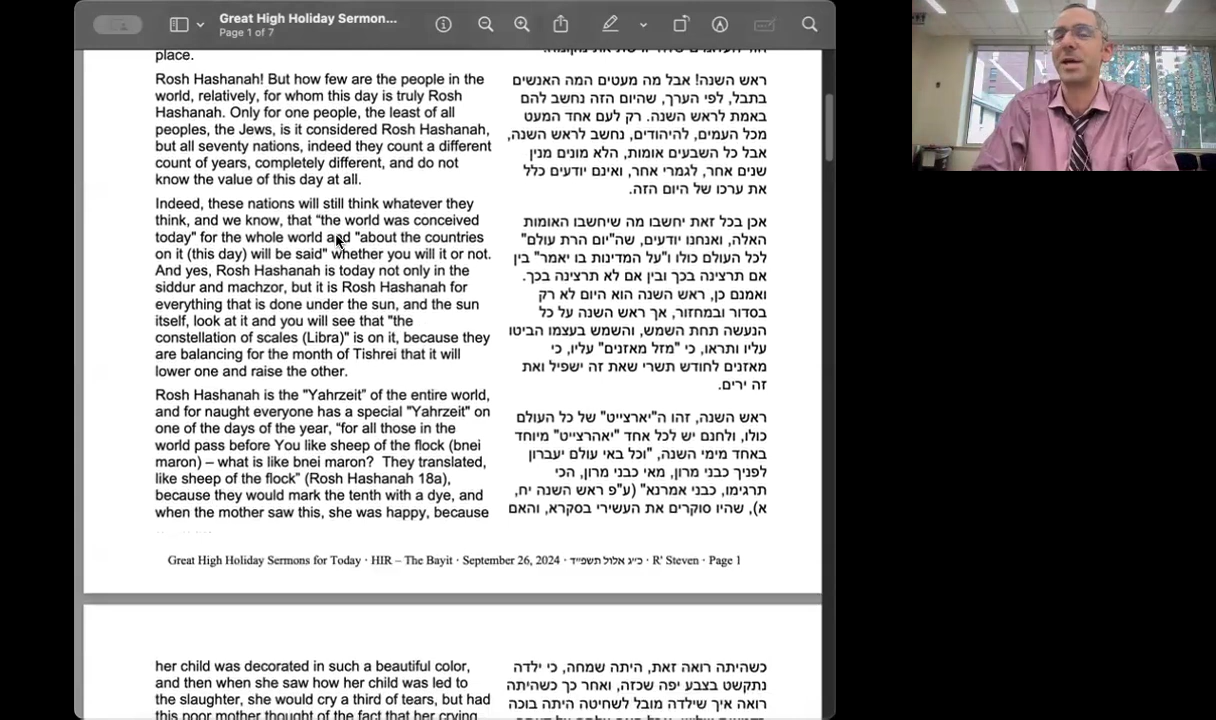 Great High Holiday Sermon...
Page 1 of 7
place.
Rosh Hashanah! But how few are the people in the
world, relatively, for whom this day is truly Rosh
Hashanah. Only for one people, the least of all
peoples, the Jews, is it considered Rosh Hashanah,
but all seventy nations, indeed they count a different
count of years, completely different, and do not
know the value of this day at all.
Indeed, these nations will still think whatever they
think, and we know, that “the world was conceived
today" for the whole world and "about the countries
on it (this day) will be said" whether you will it or not.
And yes, Rosh Hashanah is today not only in the
siddur and machzor, but it is Rosh Hashanah for
everything that is done under the sun, and the sun
itself, look at it and you will see that "the
constellation of scales (Libra)" is on it, because they
are balancing for the month of Tishrei that it will
lower one and raise the other.
Rosh Hashanah is the "Yahrzeit” of the entire world,
and for naught everyone has a special "Yahrzeit" on
one of the days of the year, “for all those in the
world pass before You like sheep of the flock (bnei
maron) – what is like bnei maron? They translated,
like sheep of the flock” (Rosh Hashanah 18a),
because they would mark the tenth with a dye, and
when the mother saw this, she was happy, because
ראש השנה! אבל מה מעטים המה האנשים
בתבל, לפי הערך, שהיום הזה נחשב להם
באמת לראש השנה. רק לעם אחד המעט
מכל העמים, להיהודים, נחשב לראש השנה,
אבל כל השבעים אומות, הלא מונים מנין
שנים אחר, לגמרי אחר, ואינם יודעים כלל
את ערכו של היום הזה.
אכן בכל זאת יחשבו מה שיחשבו האומות
האלה, ואנחנו יודעים, שה"יום הרת עולם"
לכל העולם כולו ו"על המדינות בו יאמר" בין
אם תרצינה בכך ובין אם לא תרצינה בכך.
ואמנם כן, ראש השנה הוא היום לא רק
בסדור ובמחזור, אך ראש השנה על כל
הנעשה תחת השמש, והשמש בעצמו הביטו
עליו ותראו, כי "מזל מאזנים" עליו, כי
מאזנים לחודש תשרי שאת זה ישפיל ואת
זה ירים.
ראש השנה, זהו ה"יארצייט" של כל העולם
כולו, ולחנם יש לכל אחד "יאהרצייט" מיוחד
באחד מימי השנה, "וכל באי עולם יעברון
לפניך כבני מרון, מאי כבני מרון, הכי
תרגימו, כבני אמרנא" (ע"פ ראש השנה יח,
א), שהיו סוקרים את העשירי בסקרא, והאם
Great High Holiday Sermons for Today · HIR – The Bayit · September 26, 2024 · כ״ג אלול תשפ״ד · R' Steven · Page 1
her child was decorated in such a beautiful color,
and then when she saw how her child was led to
the slaughter, she would cry a third of tears, but had
this poor mother thought of the fact that her crying
כשהיתה רואה זאת, היתה שמחה, כי ילדה
נתקשט בצבע יפה שכזה, ואחר כך כשהיתה
רואה איך שילדה מובל לשחיטה היתה בוכה